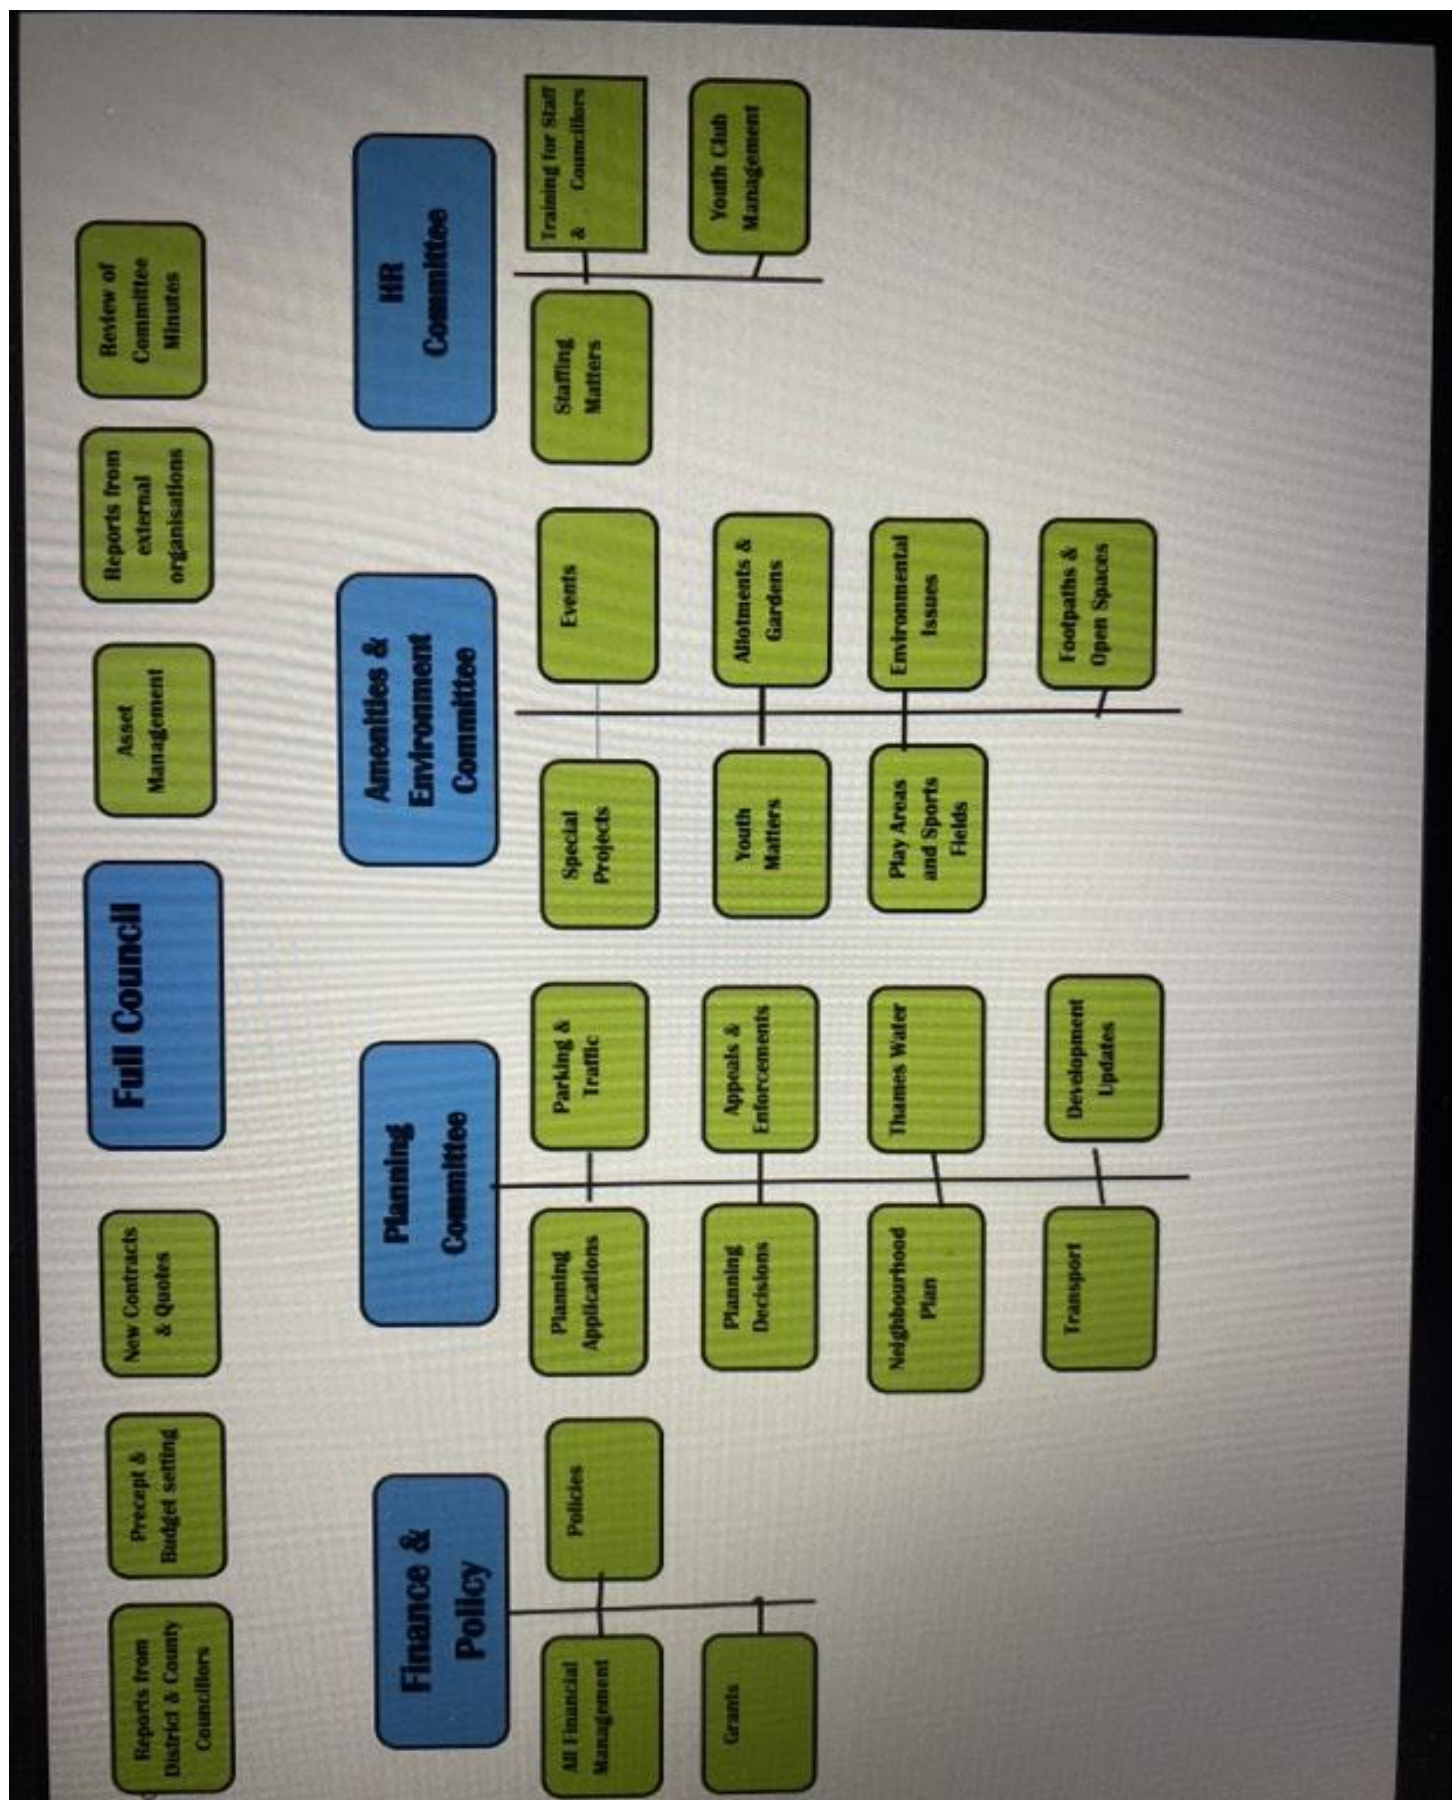 Reports from
District & County
Councillors
Precept &
Budget setting
New Contracts
& Quotes
Full Council
Asset
Management
Reports from
external
organisations
Review of
Committee
Minutes
Finance &
Policy
Planning
Committee
Amenities &
Environment
Committee
HR
Committee
All Financial
Management
Policies
Grants
Planning
Applications
Parking &
Traffic
Planning
Decisions
Appeals &
Enforcements
Neighbourhood
Plan
Thames Water
Transport
Development
Updates
Special
Projects
Events
Youth
Matters
Allotments &
Gardens
Play Areas
and Sports
Fields
Environmental
Issues
Footpaths &
Open Spaces
Staffing
Matters
Training for Staff
& Councillors
Youth Club
Management